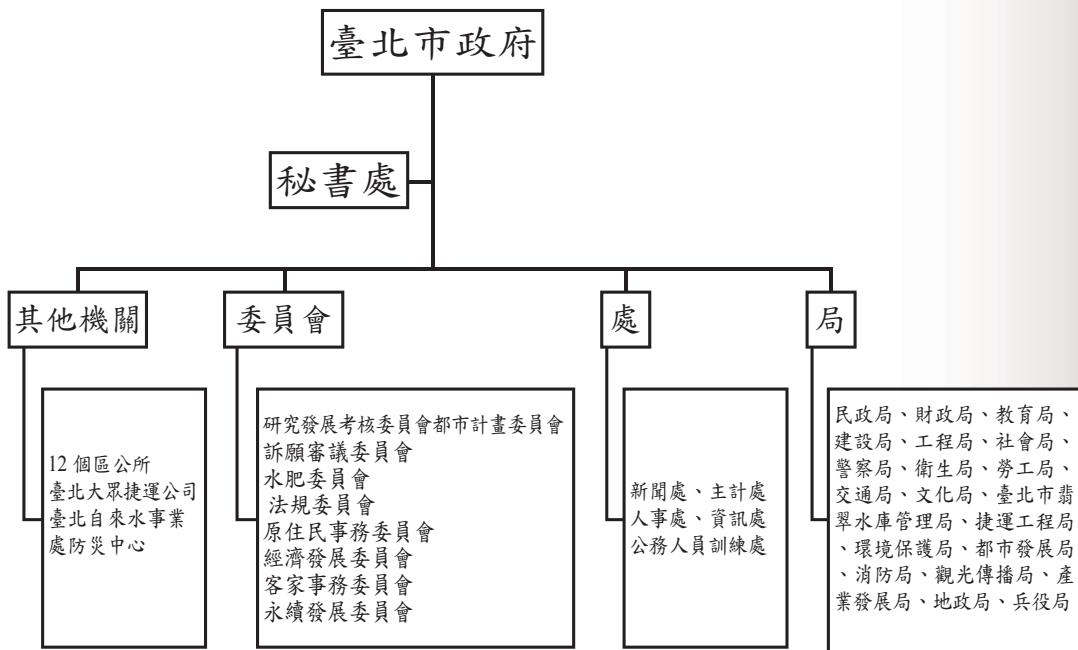 臺北市政府
秘書處
其他機關
委員會
處
局
12 個區公所
臺北大眾捷運公司
臺北自來水事業
處防災中心
研究發展考核委員會都市計畫委員會
訴願審議委員會
水肥委員會
法規委員會
原住民事務委員會
經濟發展委員會
客家事務委員會
永續發展委員會
新聞處、主計處
人事處、資訊處
公務人員訓練處
民政局、財政局、教育局、
建設局、工程局、社會局、
警察局、衛生局、勞工局、
交通局、文化局、臺北市翡
翠水庫管理局、捷運工程局
、環境保護局、都市發展局
、消防局、觀光傳播局、產
業發展局、地政局、兵役局